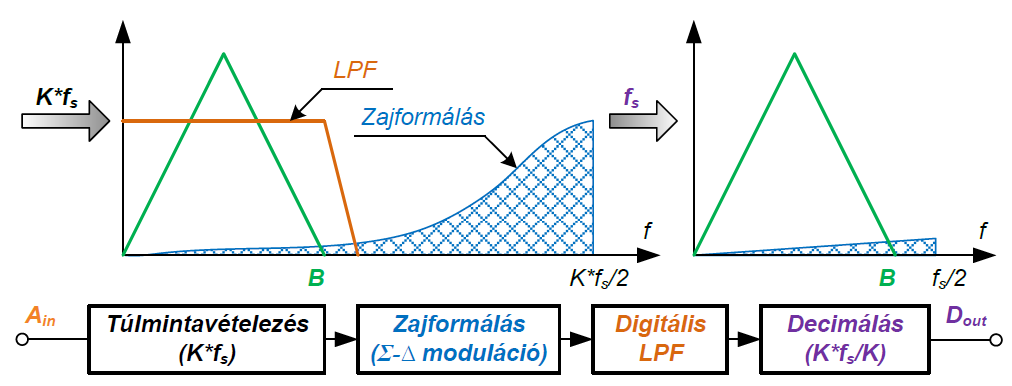 LPF
K*fs
Zajformálás
fs
f
f
B
K*fs/2
B
fs/2
Ain
Túlmintavételezés
(K*fs)
Zajformálás
(Σ-Δ moduláció)
Digitális
LPF
Decimálás
(K*fs/K)
Dout